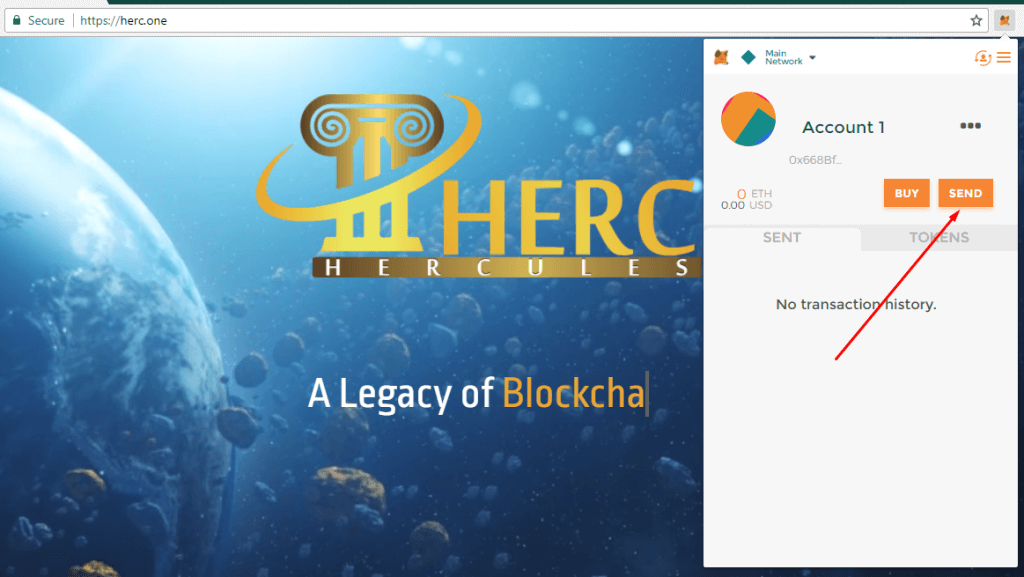 Secure https://herc.one
HERC
HERCULES
A Legacy of Blockcha
Main
Network
Account 1
0x668Bf...
0 ETH
0.00 USD
BUY SEND
SENT TOKENS
No transaction history.